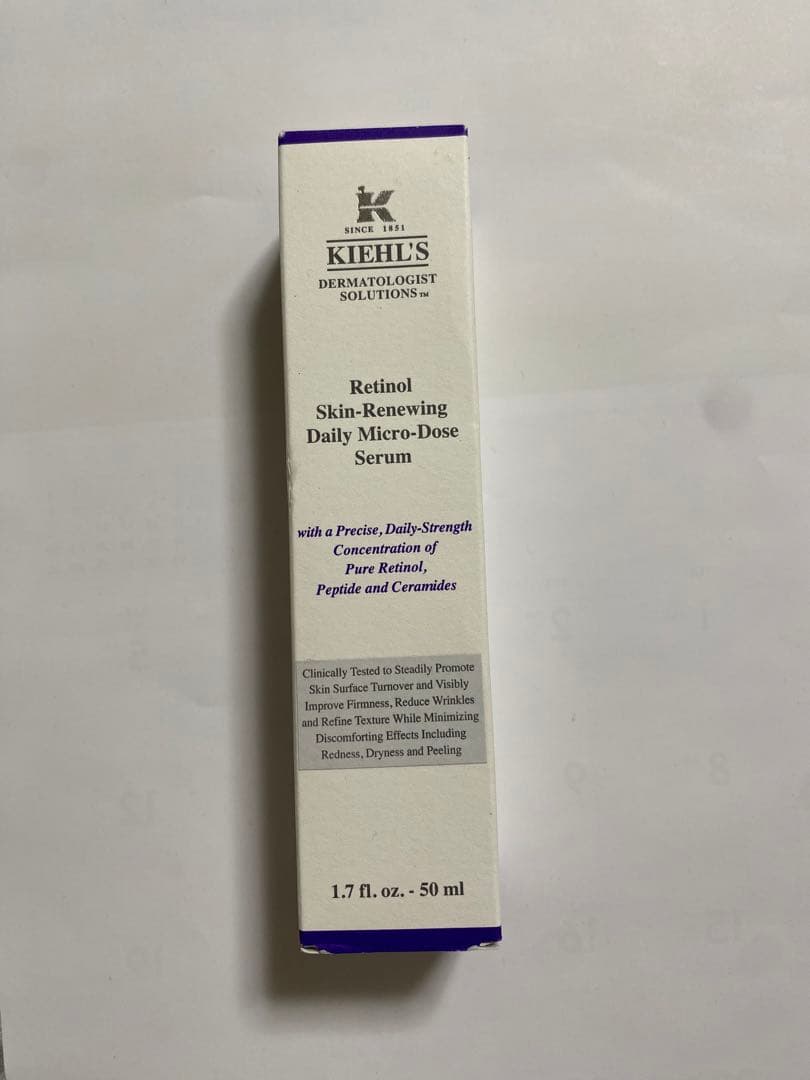 K
SINCE 1851
KIEHL'S
DERMATOLOGIST
SOLUTIONS™
Retinol
Skin-Renewing
Daily Micro-Dose
Serum
with a Precise, Daily-Strength
Concentration of
Pure Retinol,
Peptide and Ceramides
Clinically Tested to Steadily Promote
Skin Surface Turnover and Visibly
Improve Firmness, Reduce Wrinkles
and Refine Texture While Minimizing
Discomforting Effects Including
Redness, Dryness and Peeling
1.7 fl. oz. - 50 ml